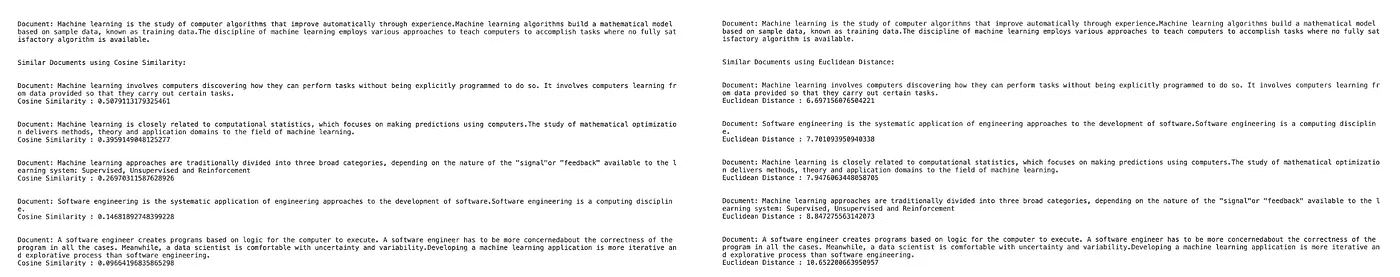 Document: Machine learning is the study of computer algorithms that improve automatically through experience.Machine learning algorithms build a mathematical model
based on sample data, known as training data.The discipline of machine learning employs various approaches to teach computers to accomplish tasks where no fully sat
isfactory algorithm is available.
Similar Documents using Cosine Similarity:
Document: Machine learning involves computers discovering how they can perform tasks without being explicitly programmed to do so. It involves computers learning fr
om data provided so that they carry out certain tasks.
Cosine Similarity : 0.5079113179325461
Document: Machine learning is closely related to computational statistics, which focuses on making predictions using computers.The study of mathematical optimizatio
n delivers methods, theory and application domains to the field of machine learning.
Cosine Similarity : 0.3959149048125277
Document: Machine learning approaches are traditionally divided into three broad categories, depending on the nature of the "signal"or "feedback" available to the l
earning system: Supervised, Unsupervised and Reinforcement
Cosine Similarity : 0.26970311587628926
Document: Software engineering is the systematic application of engineering approaches to the development of software.Software engineering is a computing disciplin
e.
Cosine Similarity : 0.14681892748399228
Document: A software engineer creates programs based on logic for the computer to execute. A software engineer has to be more concernedabout the correctness of the
program in all the cases. Meanwhile, a data scientist is comfortable with uncertainty and variability.Developing a machine learning application is more iterative an
d explorative process than software engineering.
Cosine Similarity : 0.09664196835865298
Document: Machine learning is the study of computer algorithms that improve automatically through experience.Machine learning algorithms build a mathematical model
based on sample data, known as training data.The discipline of machine learning employs various approaches to teach computers to accomplish tasks where no fully sat
isfactory algorithm is available.
Similar Documents using Euclidean Distance:
Document: Machine learning involves computers discovering how they can perform tasks without being explicitly programmed to do so. It involves computers learning fr
om data provided so that they carry out certain tasks.
Euclidean Distance : 6.697156076504221
Document: Software engineering is the systematic application of engineering approaches to the development of software.Software engineering is a computing disciplin
e.
Euclidean Distance : 7.701093950940338
Document: Machine learning is closely related to computational statistics, which focuses on making predictions using computers.The study of mathematical optimizatio
n delivers methods, theory and application domains to the field of machine learning.
Euclidean Distance : 7.9476063448058705
Document: Machine learning approaches are traditionally divided into three broad categories, depending on the nature of the "signal"or "feedback" available to the l
earning system: Supervised, Unsupervised and Reinforcement
Euclidean Distance : 8.847275563142073
Document: A software engineer creates programs based on logic for the computer to execute. A software engineer has to be more concernedabout the correctness of the
program in all the cases. Meanwhile, a data scientist is comfortable with uncertainty and variability.Developing a machine learning application is more iterative an
d explorative process than software engineering.
Euclidean Distance : 10.652200663950957